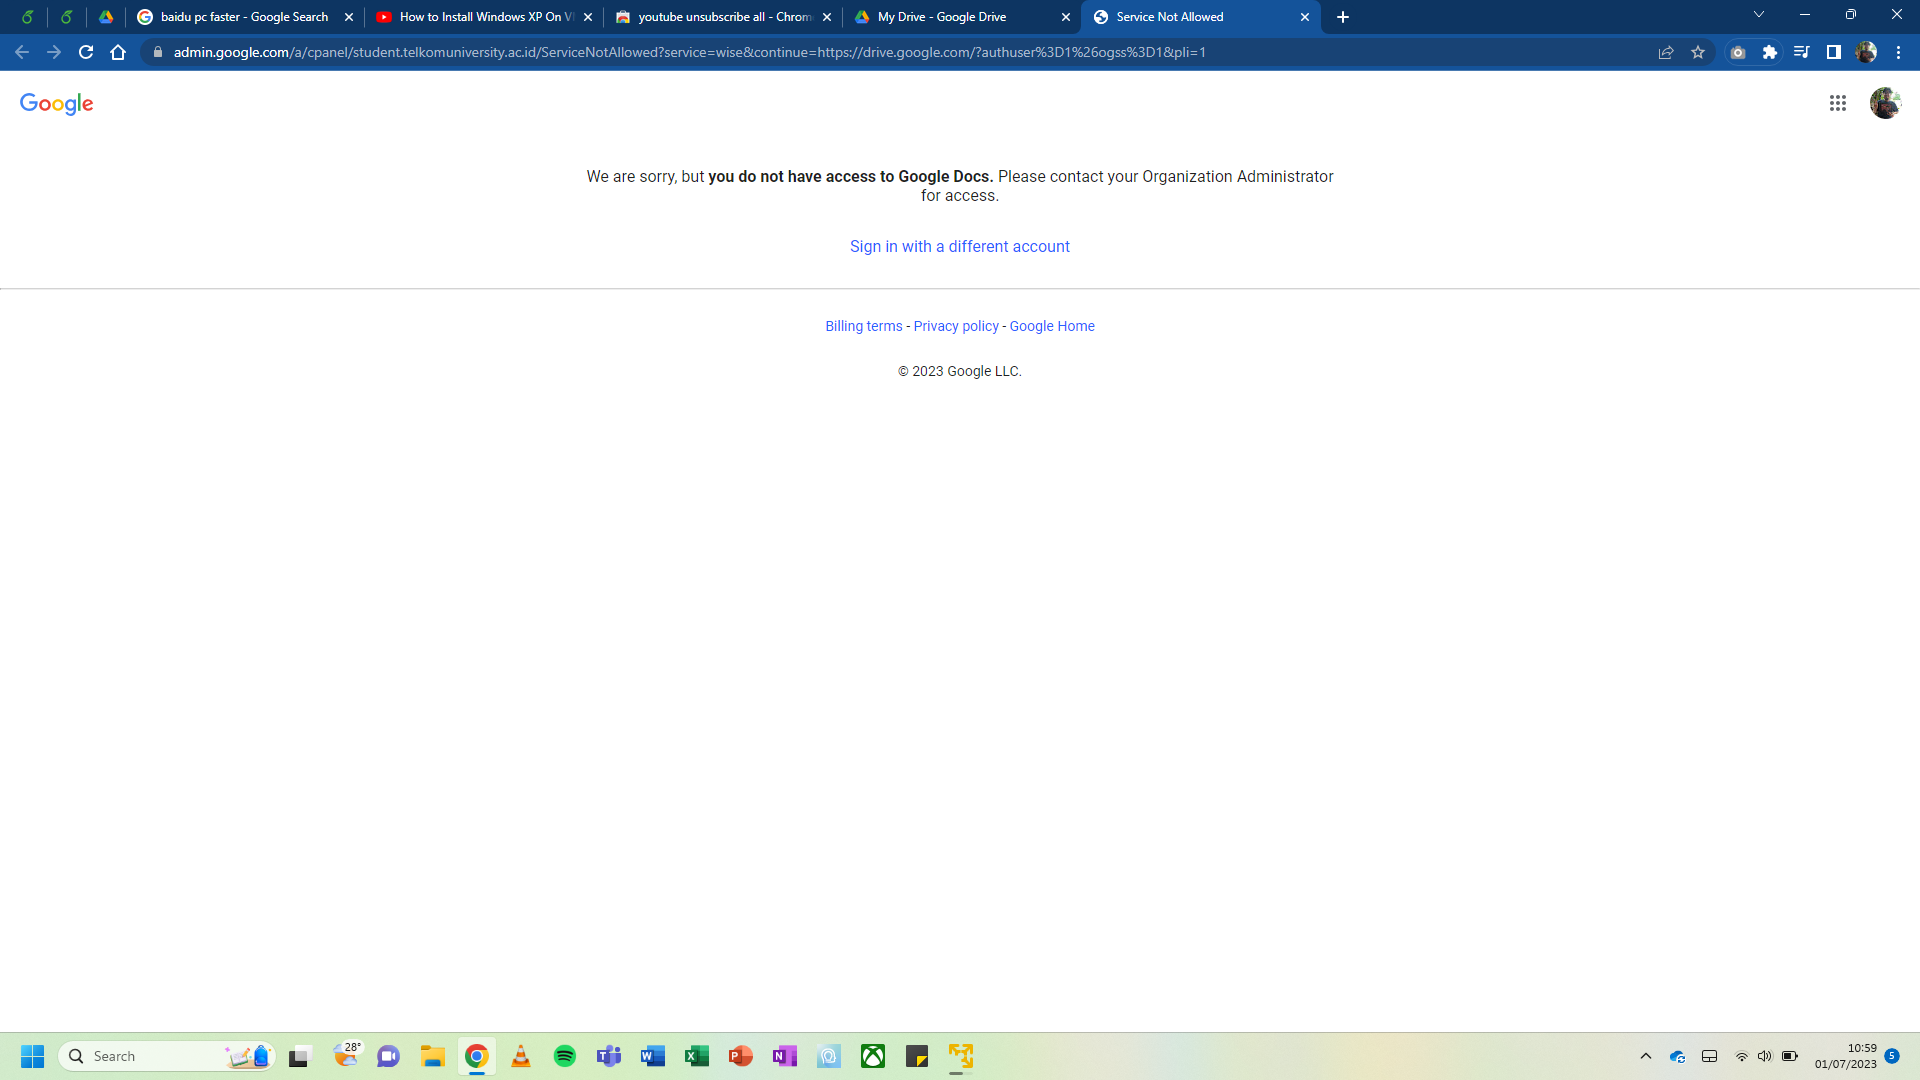 baidu pc faster - Google Search
How to Install Windows XP On V
youtube unsubscribe all - Chrom
My Drive - Google Drive
Service Not Allowed
admin.google.com/a/cpanel/student.telkomuniversity.ac.id/ServiceNotAllowed?service=wise&continue=https://drive.google.com/?authuser%3D1%26ogss%3D1&pli=1
Google
We are sorry, but you do not have access to Google Docs. Please contact your Organization Administrator
for access.
Sign in with a different account
Billing terms - Privacy policy - Google Home
© 2023 Google LLC.
Search
28°
10:59
01/07/2023
5